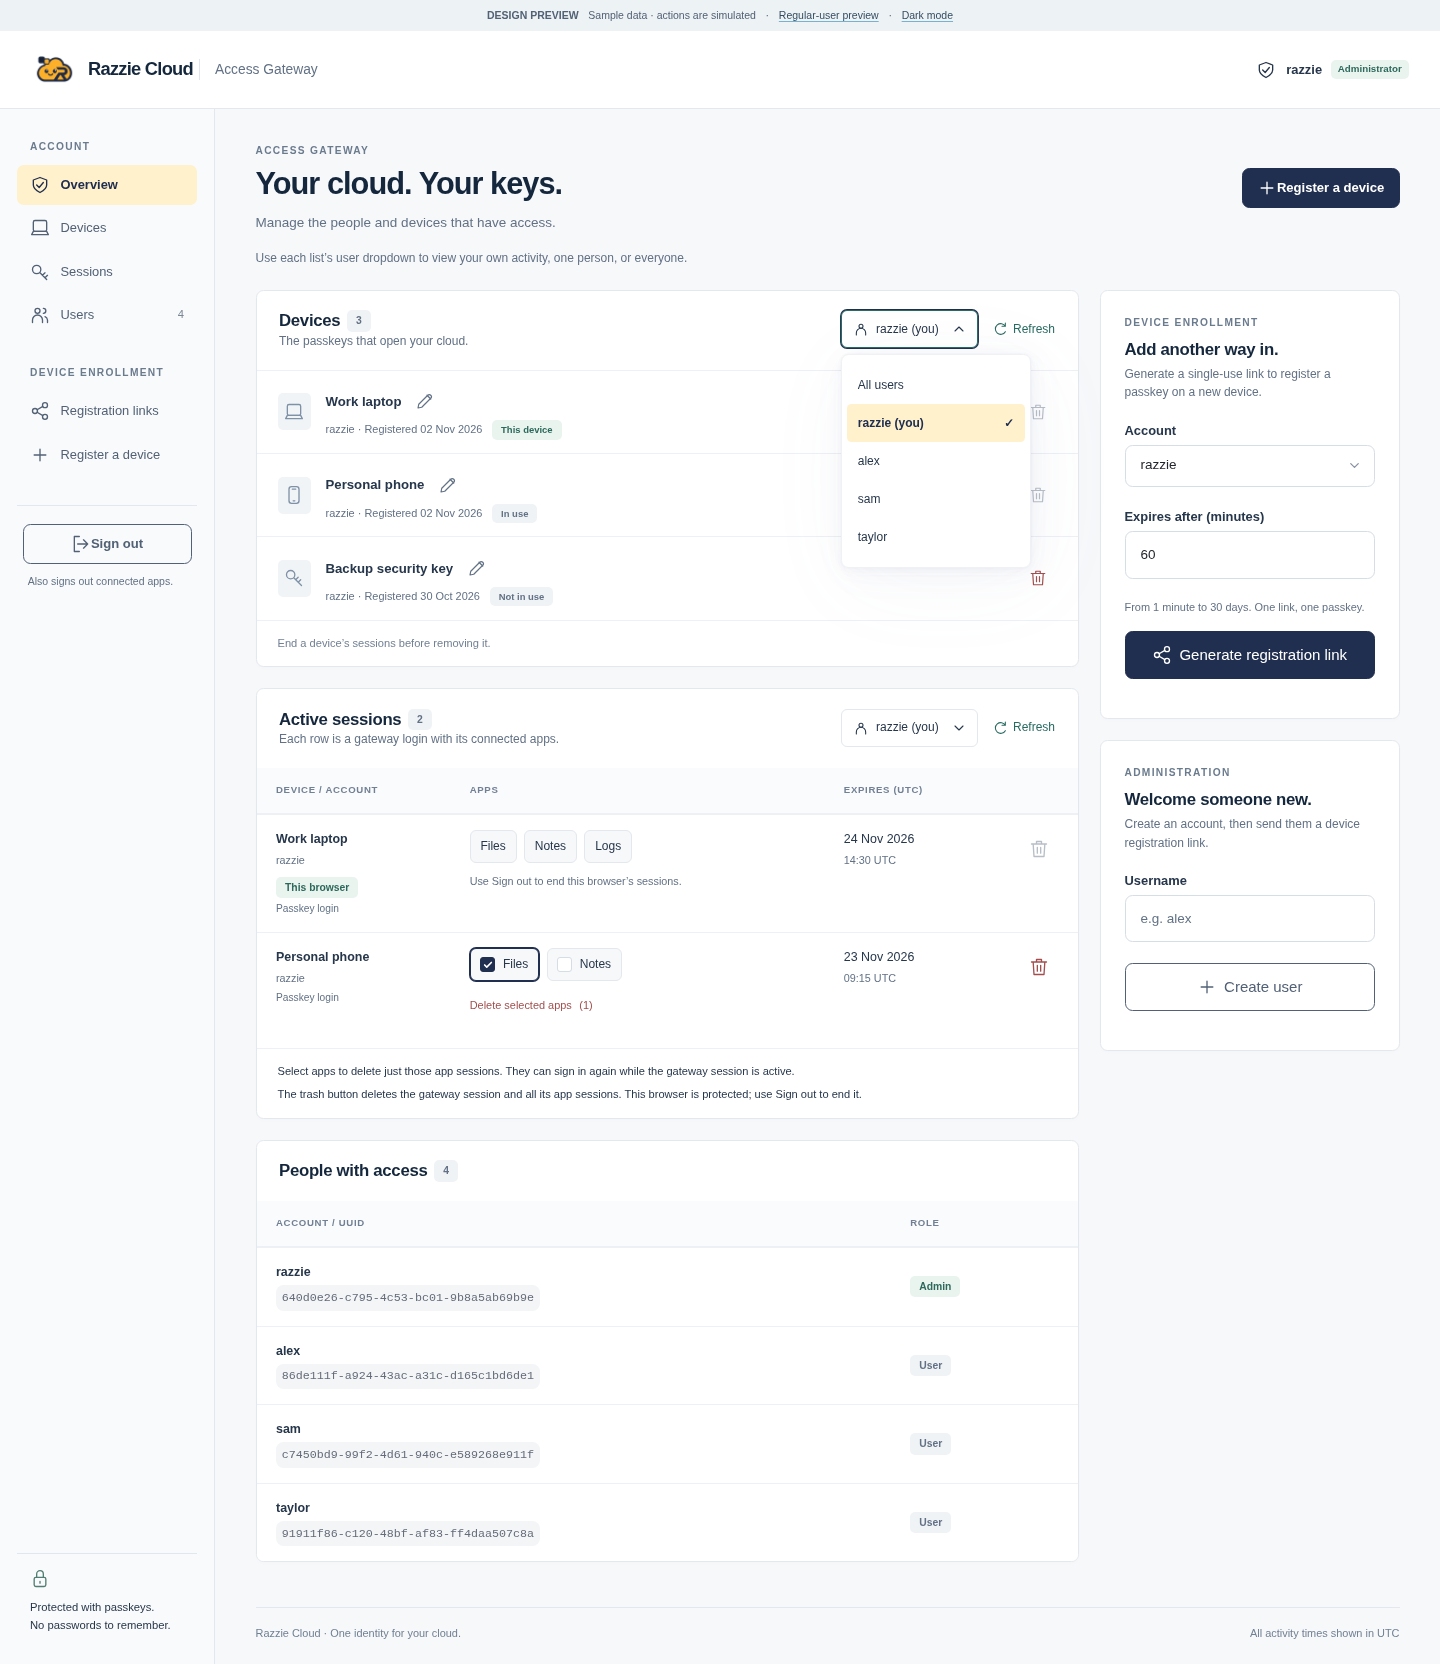 DESIGN PREVIEW Sample data · actions are simulated · Regular-user preview · Dark mode
Razzie Cloud Access Gateway
razzie Administrator
ACCOUNT
Overview
Devices
Sessions
Users 4
DEVICE ENROLLMENT
Registration links
Register a device
Sign out
Also signs out connected apps.
Protected with passkeys.
No passwords to remember.
ACCESS GATEWAY
Your cloud. Your keys.
Manage the people and devices that have access.
Use each list’s user dropdown to view your own activity, one person, or everyone.
Register a device
Devices 3
The passkeys that open your cloud.
razzie (you)
Refresh
All users
razzie (you) ✓
alex
sam
taylor
Work laptop
razzie · Registered 02 Nov 2026 This device
Personal phone
razzie · Registered 02 Nov 2026 In use
Backup security key
razzie · Registered 30 Oct 2026 Not in use
End a device’s sessions before removing it.
Active sessions 2
Each row is a gateway login with its connected apps.
razzie (you)
Refresh
DEVICE / ACCOUNT APPS EXPIRES (UTC)
Work laptop
razzie
This browser
Passkey login
Files Notes Logs
Use Sign out to end this browser’s sessions.
24 Nov 2026
14:30 UTC
Personal phone
razzie
Passkey login
Files Notes
Delete selected apps (1)
23 Nov 2026
09:15 UTC
Select apps to delete just those app sessions. They can sign in again while the gateway session is active.
The trash button deletes the gateway session and all its app sessions. This browser is protected; use Sign out to end it.
People with access 4
ACCOUNT / UUID ROLE
razzie
640d0e26-c795-4c53-bc01-9b8a5ab69b9e
Admin
alex
86de111f-a924-43ac-a31c-d165c1bd6de1
User
sam
c7450bd9-99f2-4d61-940c-e589268e911f
User
taylor
91911f86-c120-48bf-af83-ff4daa507c8a
User
DEVICE ENROLLMENT
Add another way in.
Generate a single-use link to register a
passkey on a new device.
Account
razzie
Expires after (minutes)
60
From 1 minute to 30 days. One link, one passkey.
Generate registration link
ADMINISTRATION
Welcome someone new.
Create an account, then send them a device
registration link.
Username
e.g. alex
Create user
Razzie Cloud · One identity for your cloud.
All activity times shown in UTC